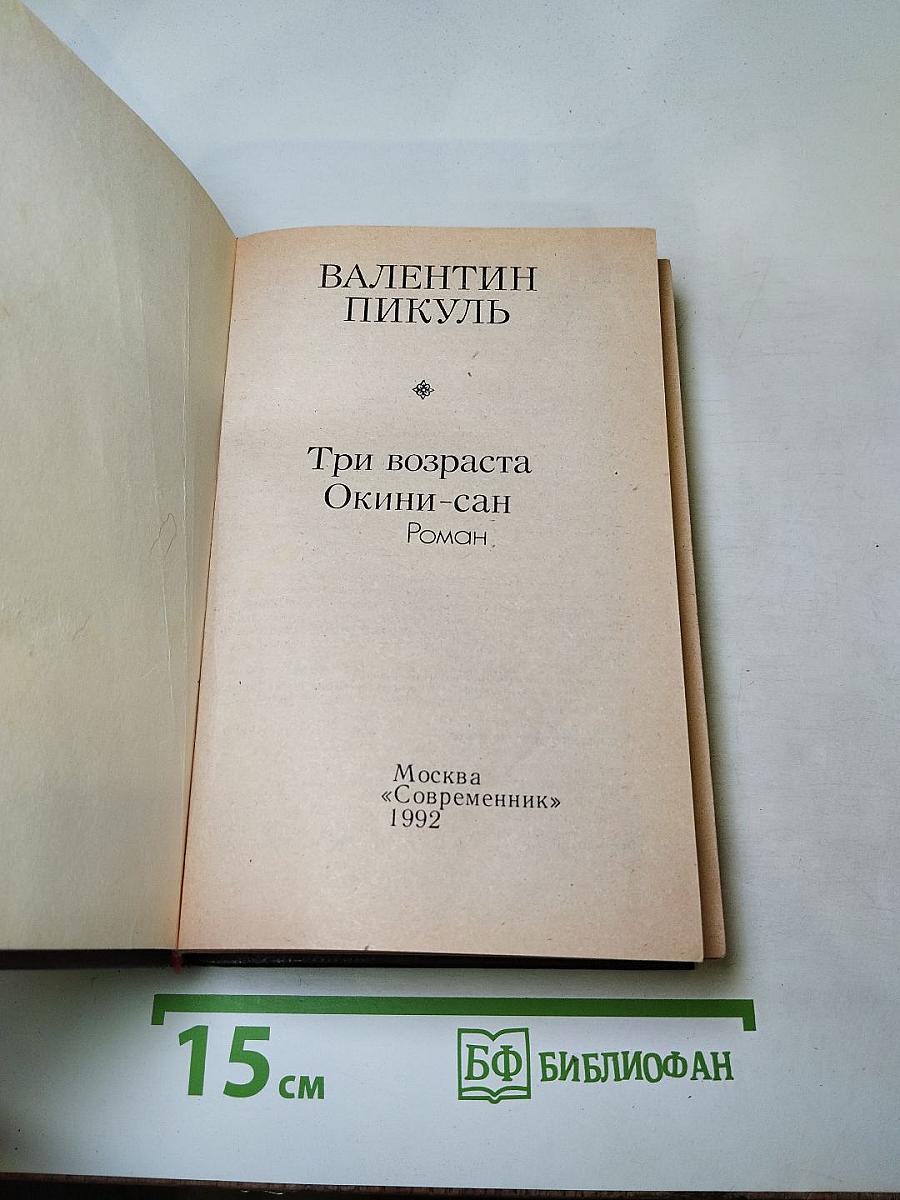 ВАЛЕНТИН
ПИКУЛЬ
Три возраста
Окини-сан
Роман
Москва
«Современник»
1992
15 см
БФ БИБЛИОФАН